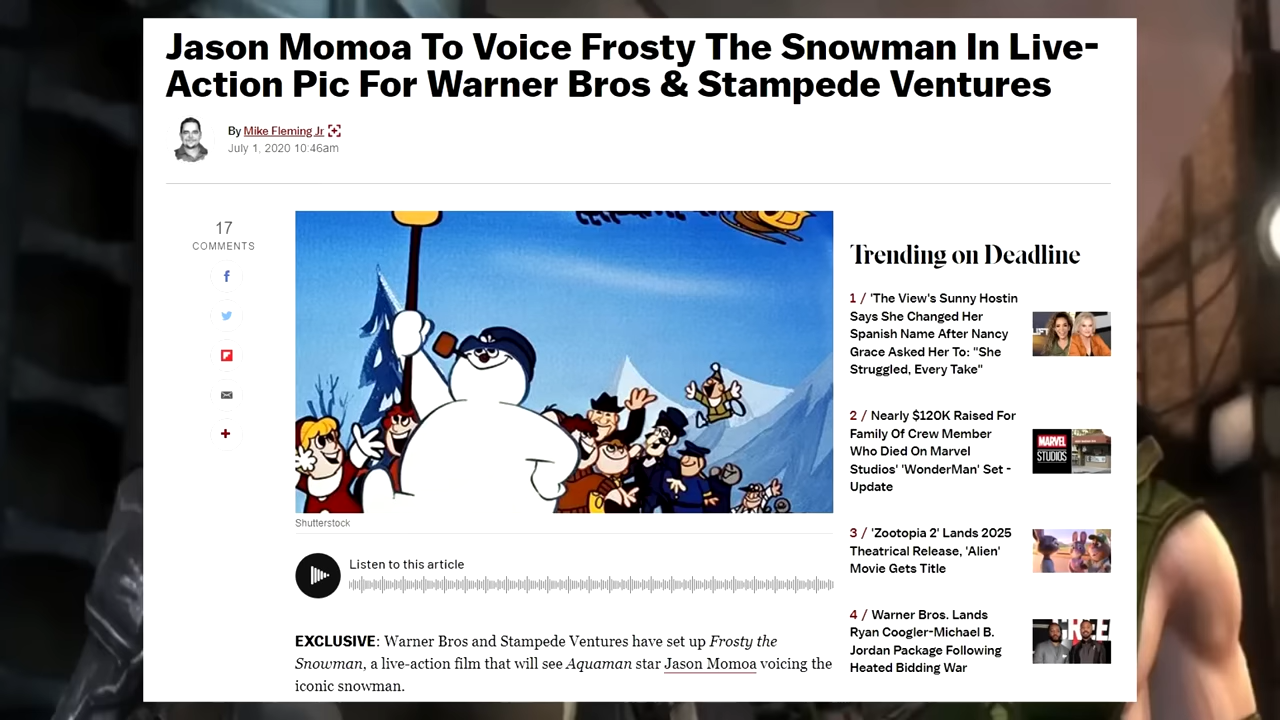 Jason Momoa To Voice Frosty The Snowman In Live-
Action Pic For Warner Bros & Stampede Ventures
By Mike Fleming Jr
July 1, 2020 10:46am
17
COMMENTS
Shutterstock
Listen to this article
EXCLUSIVE: Warner Bros and Stampede Ventures have set up Frosty the
Snowman, a live-action film that will see Aquaman star Jason Momoa voicing the
iconic snowman.
Trending on Deadline
1 / 'The View's Sunny Hostin
Says She Changed Her
Spanish Name After Nancy
Grace Asked Her To: "She
Struggled, Every Take"
2 / Nearly $120K Raised For
Family Of Crew Member
Who Died On Marvel
Studios' 'WonderMan' Set -
Update
MARVEL
STUDIOS
3 / 'Zootopia 2' Lands 2025
Theatrical Release, 'Alien'
Movie Gets Title
4 / Warner Bros. Lands
Ryan Coogler-Michael B.
Jordan Package Following
Heated Bidding War